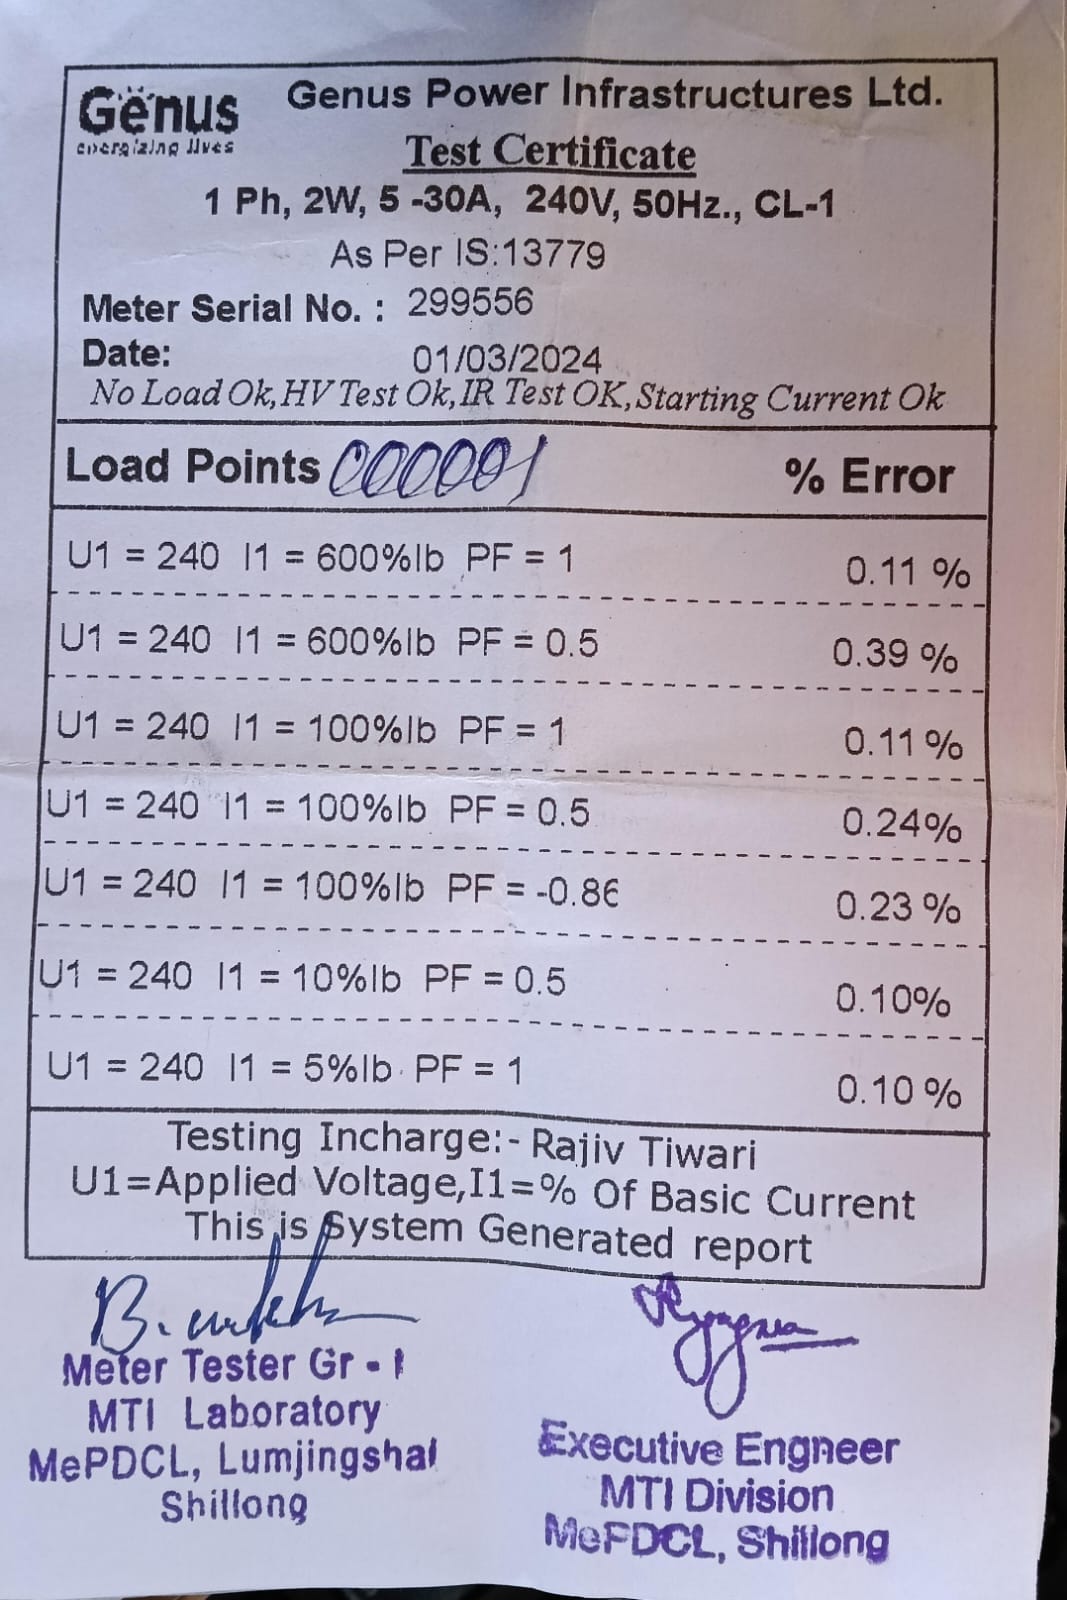 Genus
energizing lives
Genus Power Infrastructures Ltd.
Test Certificate
1 Ph, 2W, 5 -30A, 240V, 50Hz., CL-1
As Per IS:13779
Meter Serial No. : 299556
Date: 01/03/2024
No Load Ok, HV Test Ok, IR Test OK, Starting Current Ok
Load Points 000001 % Error
U1 = 240 I1 = 600%Ib PF = 1 0.11 %
U1 = 240 I1 = 600%Ib PF = 0.5 0.39 %
U1 = 240 I1 = 100%Ib PF = 1 0.11%
U1 = 240 I1 = 100%Ib PF = 0.5 0.24%
U1 = 240 I1 = 100%Ib PF = -0.86 0.23 %
U1 = 240 I1 = 10%Ib PF = 0.5 0.10%
U1 = 240 I1 = 5%Ib PF = 1 0.10 %
Testing Incharge:- Rajiv Tiwari
U1=Applied Voltage,I1=% Of Basic Current
This is System Generated report
Meter Tester Gr - I
MTI Laboratory
MePDCL, Lumjingshai
Shillong
Executive Engneer
MTI Division
MePDCL, Shillong